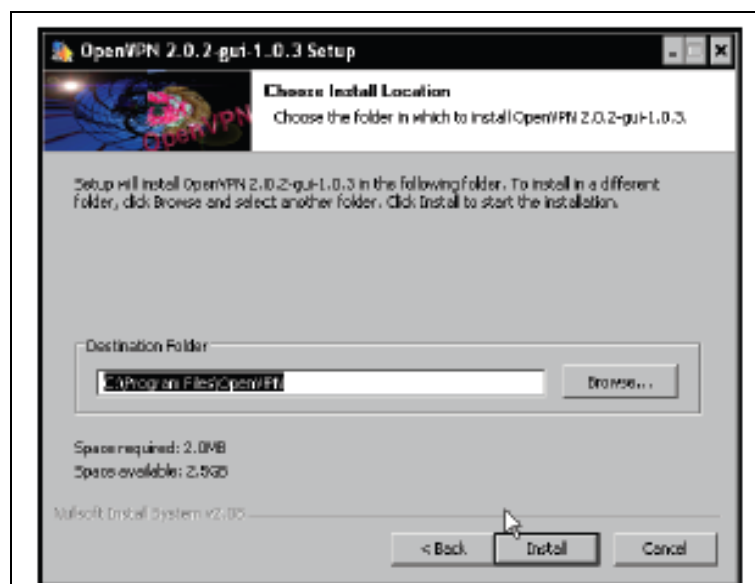 OpenVPN 2.0.2-gui-1.0.3 Setup
OpenVPN
Choose Install Location
Choose the folder in which to install OpenVPN 2.0.2-gui-1.0.3.
Setup will install OpenVPN 2.0.2-gui-1.0.3 in the following folder. To install in a different
folder, click Browse and select another folder. Click Install to start the installation.
Destination Folder
C:\Program Files\OpenVPN
Browse...
Space required: 2.0MB
Space available: 2.9GB
Nullsoft Install System
< Back
Install
Cancel